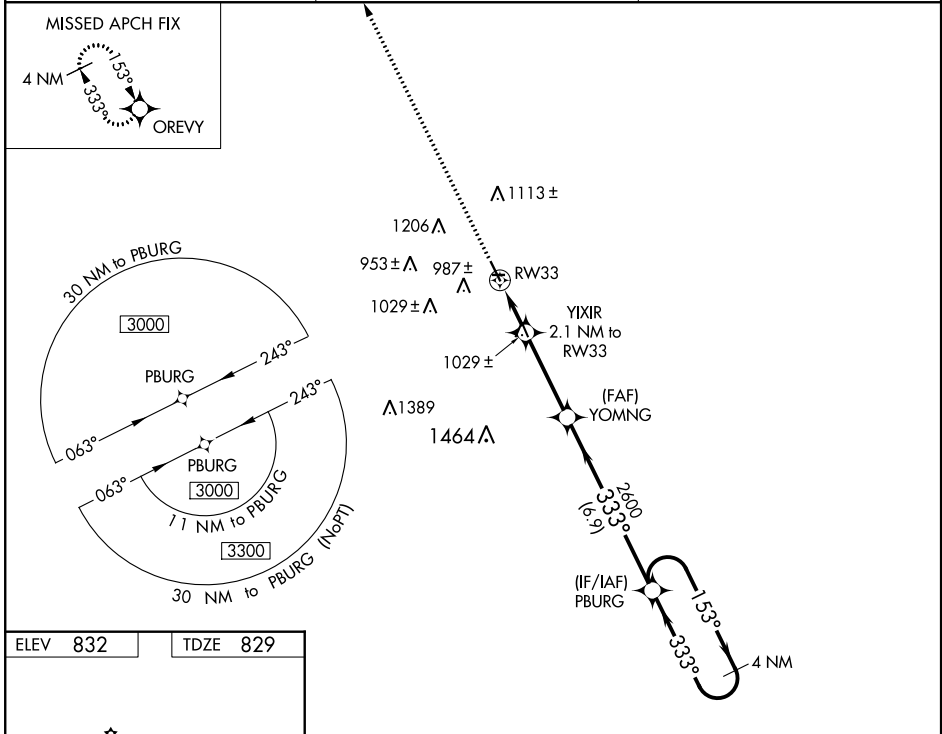 MISSED APCH FIX
4 NM
153°
333°
OREVY
1113 ±
1206
953 ±
987 ±
RW33
1029 ±
YIXIR
2.1 NM to
RW33
1029 ±
30 NM to PBURG
3000
243°
PBURG
063°
243°
1389
(FAF)
YOMNG
1464
063°
PBURG
3000
11 NM to PBURG
3300
30 NM to PBURG (NoPT)
2600
333°
(6.9)
(IF/IAF)
PBURG
153°
333°
4 NM
ELEV 832
TDZE 829